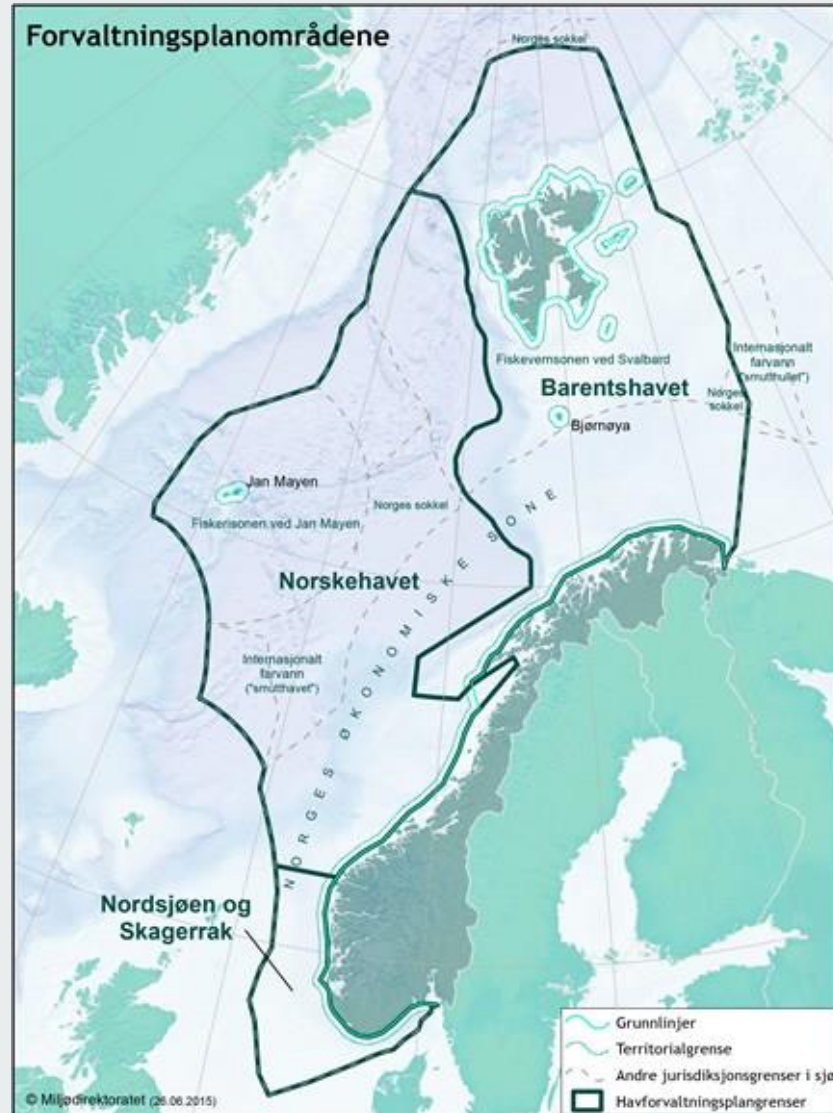 Forvaltningsplanområdene
Norges sokkel
Fiskevernsonen ved Svalbard
Internasjonalt
farvann
("smutthullet")
Barentshavet
Norges
sokkel
Bjørnøya
Jan Mayen
Norges sokkel
Fiskerisonen ved Jan Mayen
Norskehavet
Internasjonalt
farvann
("smutthavet")
NORGES ØKONOMISKE SONE
Nordsjøen og
Skagerrak
Grunnlinjer
Territorialgrense
Andre jurisdiksjonsgrenser i sjø
Havforvaltningsplangrenser
© Miljødirektoratet (26.06.2015)